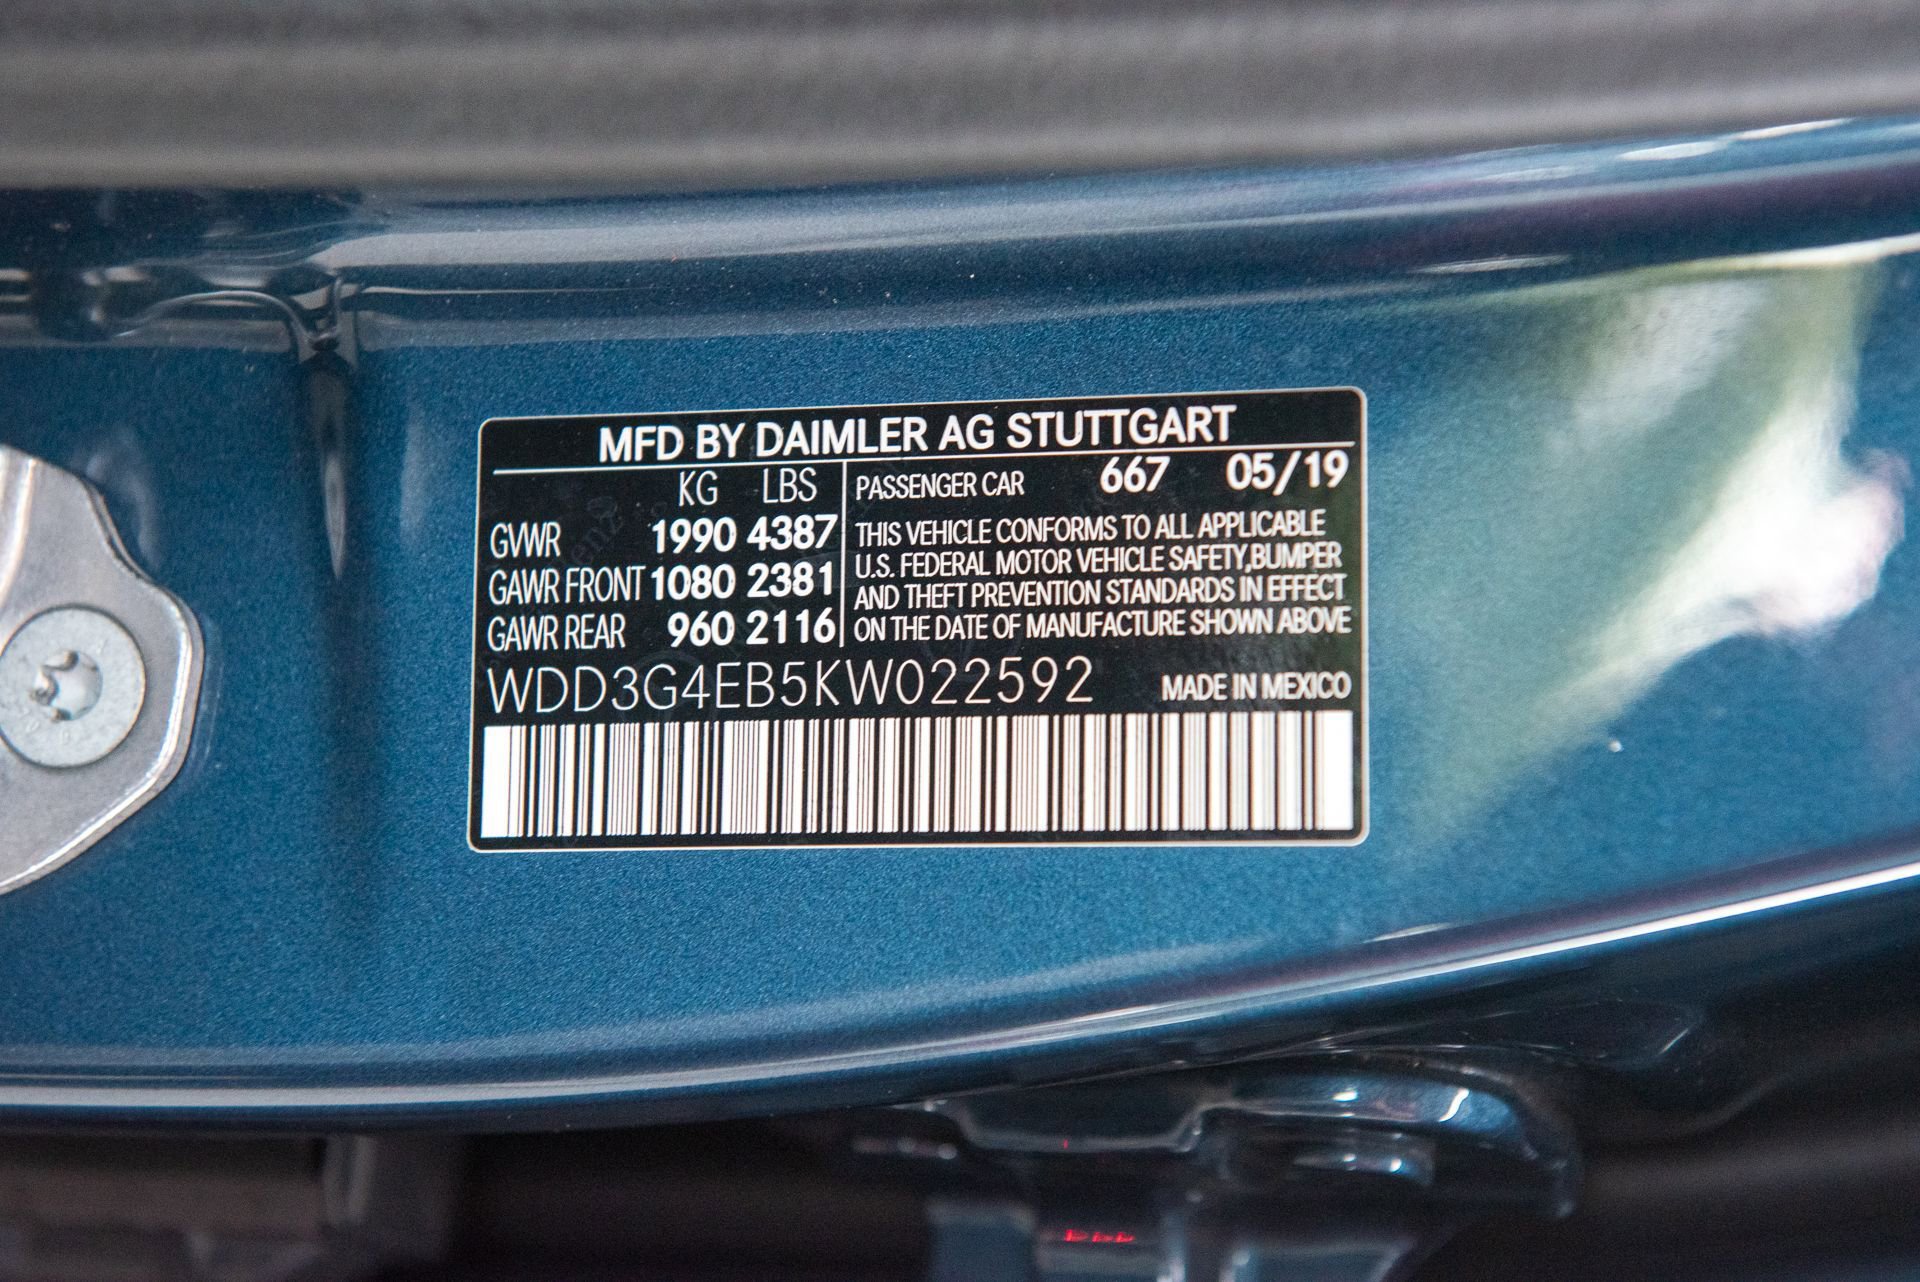 MFD BY DAIMLER AG STUTTGART
KG LBS
GVWR 1990 4387
GAWR FRONT 1080 2381
GAWR REAR 960 2116
PASSENGER CAR 667 05/19
THIS VEHICLE CONFORMS TO ALL APPLICABLE
U.S. FEDERAL MOTOR VEHICLE SAFETY,BUMPER
AND THEFT PREVENTION STANDARDS IN EFFECT
ON THE DATE OF MANUFACTURE SHOWN ABOVE
WDD3G4EB5KW022592 MADE IN MEXICO